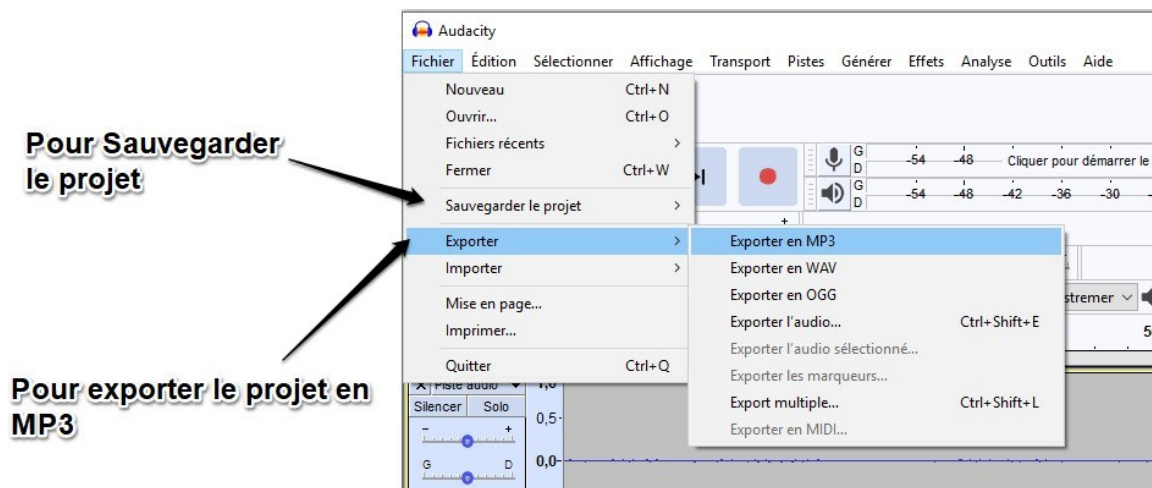 Audacity
Fichier Édition Sélectionner Affichage Transport Pistes Générer Effets Analyse Outils Aide
Nouveau Ctrl+N
Ouvrir... Ctrl+O
Fichiers récents
Fermer Ctrl+W
Sauvegarder le projet
Exporter
Importer
Mise en page...
Imprimer...
Quitter Ctrl+Q
Pour Sauvegarder
le projet
Pour exporter le projet en
MP3
G
D
-54 -48 Cliquer pour démarrer le
G
D
-54 -48 -42 -36 -30
Exporter en MP3
Exporter en WAV
Exporter en OGG
Exporter l'audio... Ctrl+Shift+E
Exporter l'audio sélectionné...
Exporter les marqueurs...
Export multiple... Ctrl+Shift+L
Exporter en MIDI...
X Piste audio 1,0
Silencer Solo
0,5
- +
G D
0,0